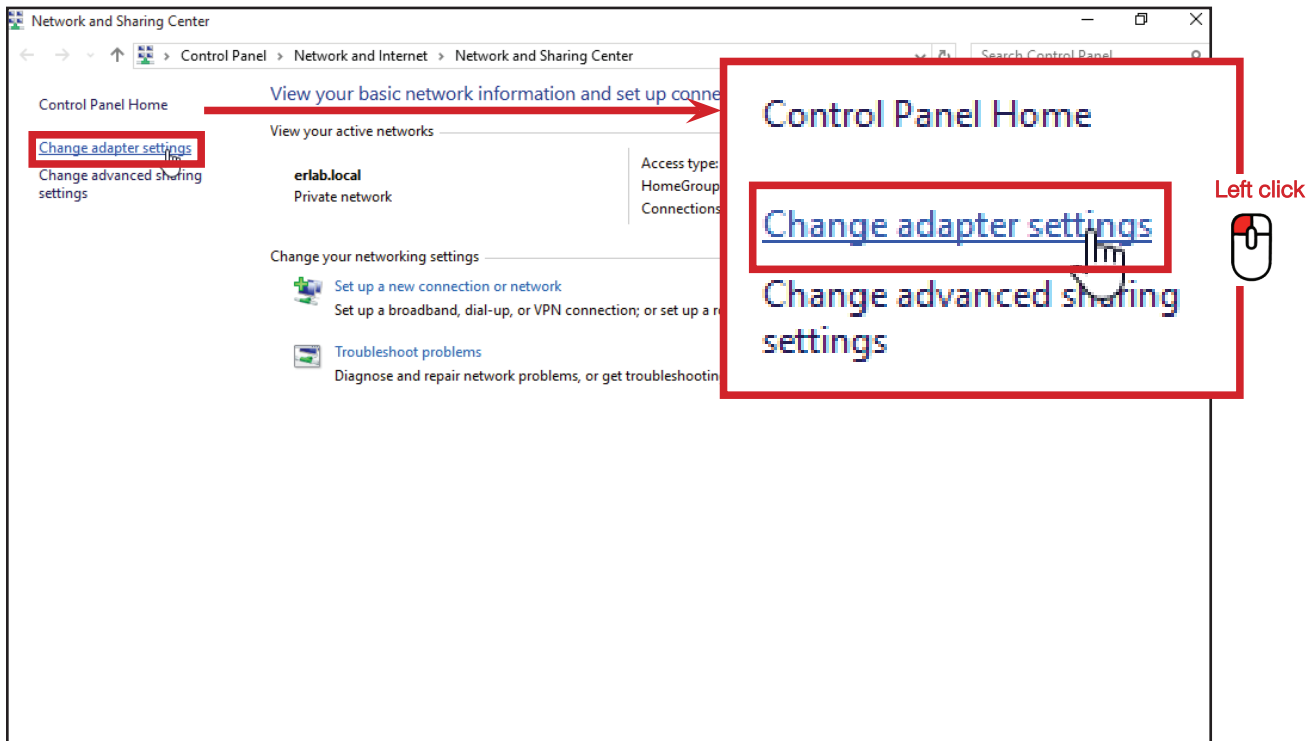 Network and Sharing Center
Control Panel > Network and Internet > Network and Sharing Center
Search Control Panel
Control Panel Home
Change adapter settings
Change advanced sharing
settings
View your basic network information and set up conne
View your active networks
erlab.local
Private network
Access type:
HomeGroup
Connections
Change your networking settings
Set up a new connection or network
Set up a broadband, dial-up, or VPN connection; or set up a r
Troubleshoot problems
Diagnose and repair network problems, or get troubleshootin
Control Panel Home
Change adapter settings
Change advanced sharing
settings
Left click